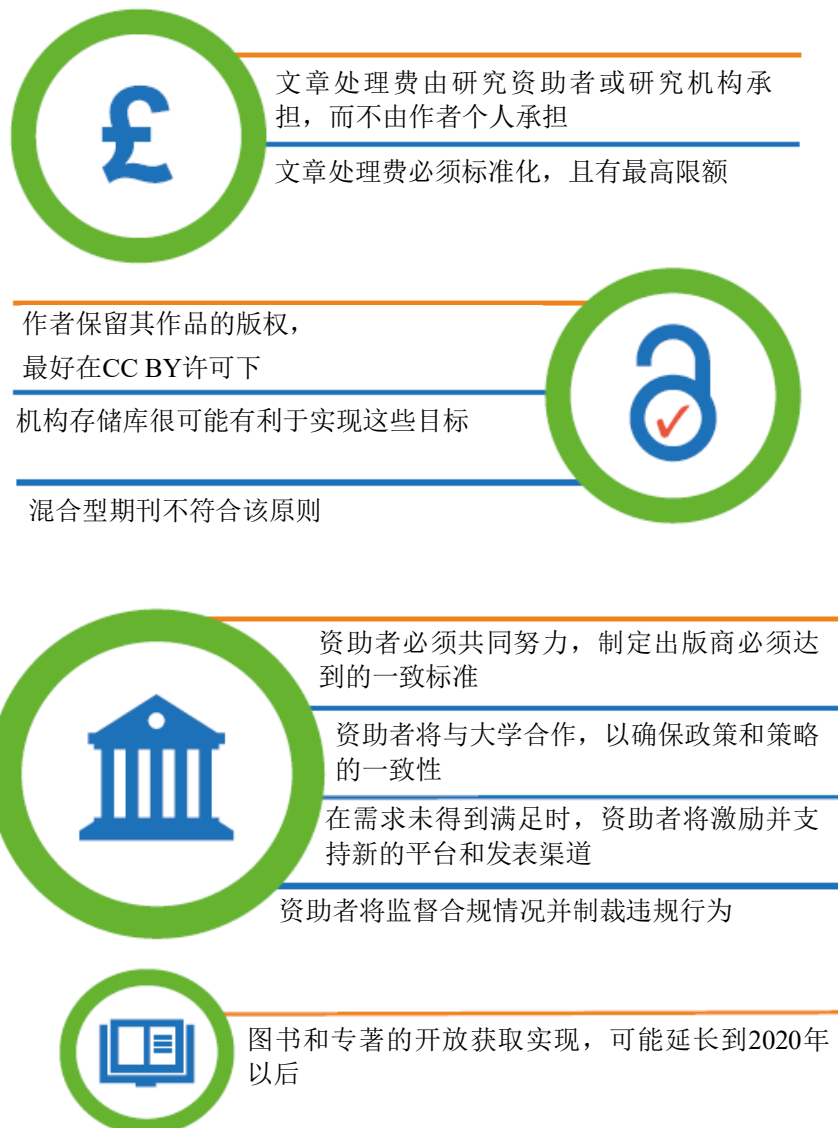 £
文章处理费由研究资助者或研究机构承
担，而不由作者个人承担
文章处理费必须标准化，且有最高限额
作者保留其作品的版权，
最好在CC BY许可下
机构存储库很可能有利于实现这些目标
混合型期刊不符合该原则
资助者必须共同努力，制定出版商必须达
到的一致标准
资助者将与大学合作，以确保政策和策略
的一致性
在需求未得到满足时，资助者将激励并支
持新的平台和发表渠道
资助者将监督合规情况并制裁违规行为
图书和专著的开放获取实现，可能延长到2020年
以后